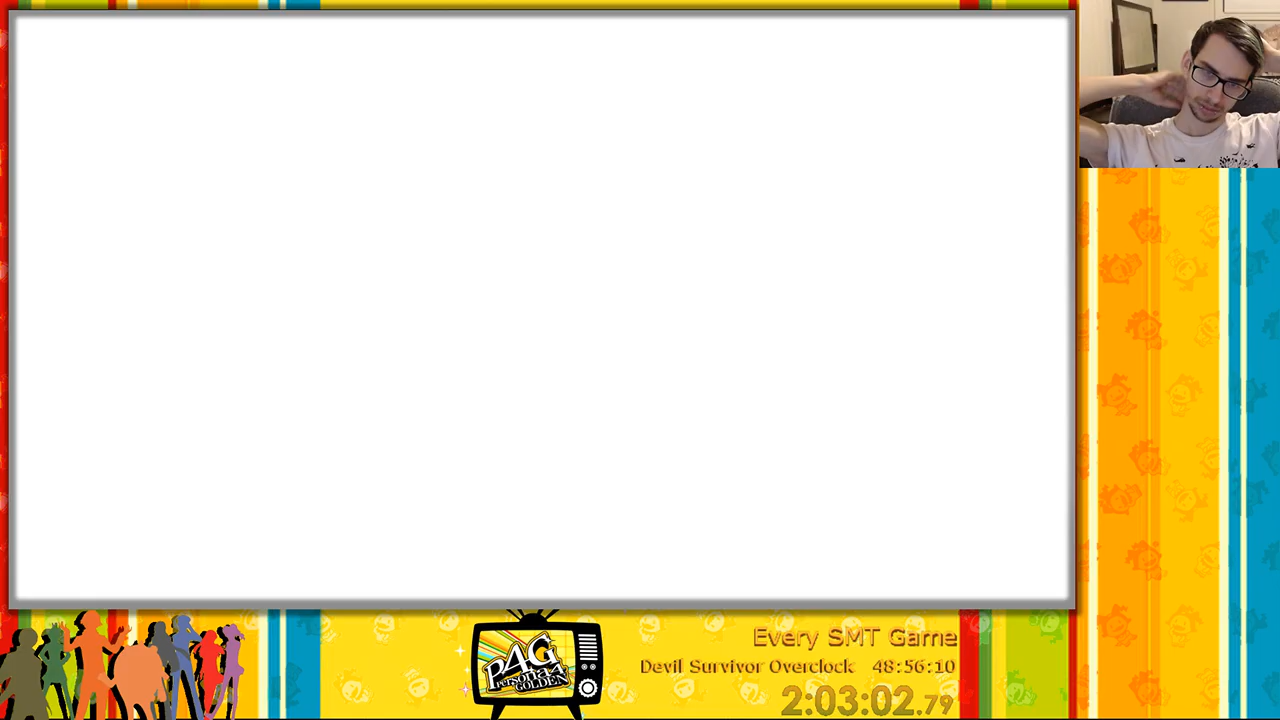 P4G
Persona4
GOLDEN
Every SMT Game
Devil Survivor Overclock 48:56:10
2:03:02.79